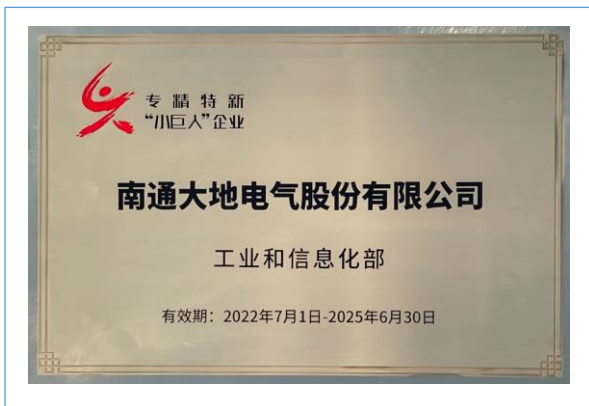 专精特新
“小巨人”企业
南通大地电气股份有限公司
工业和信息化部
有效期：2022年7月1日-2025年6月30日